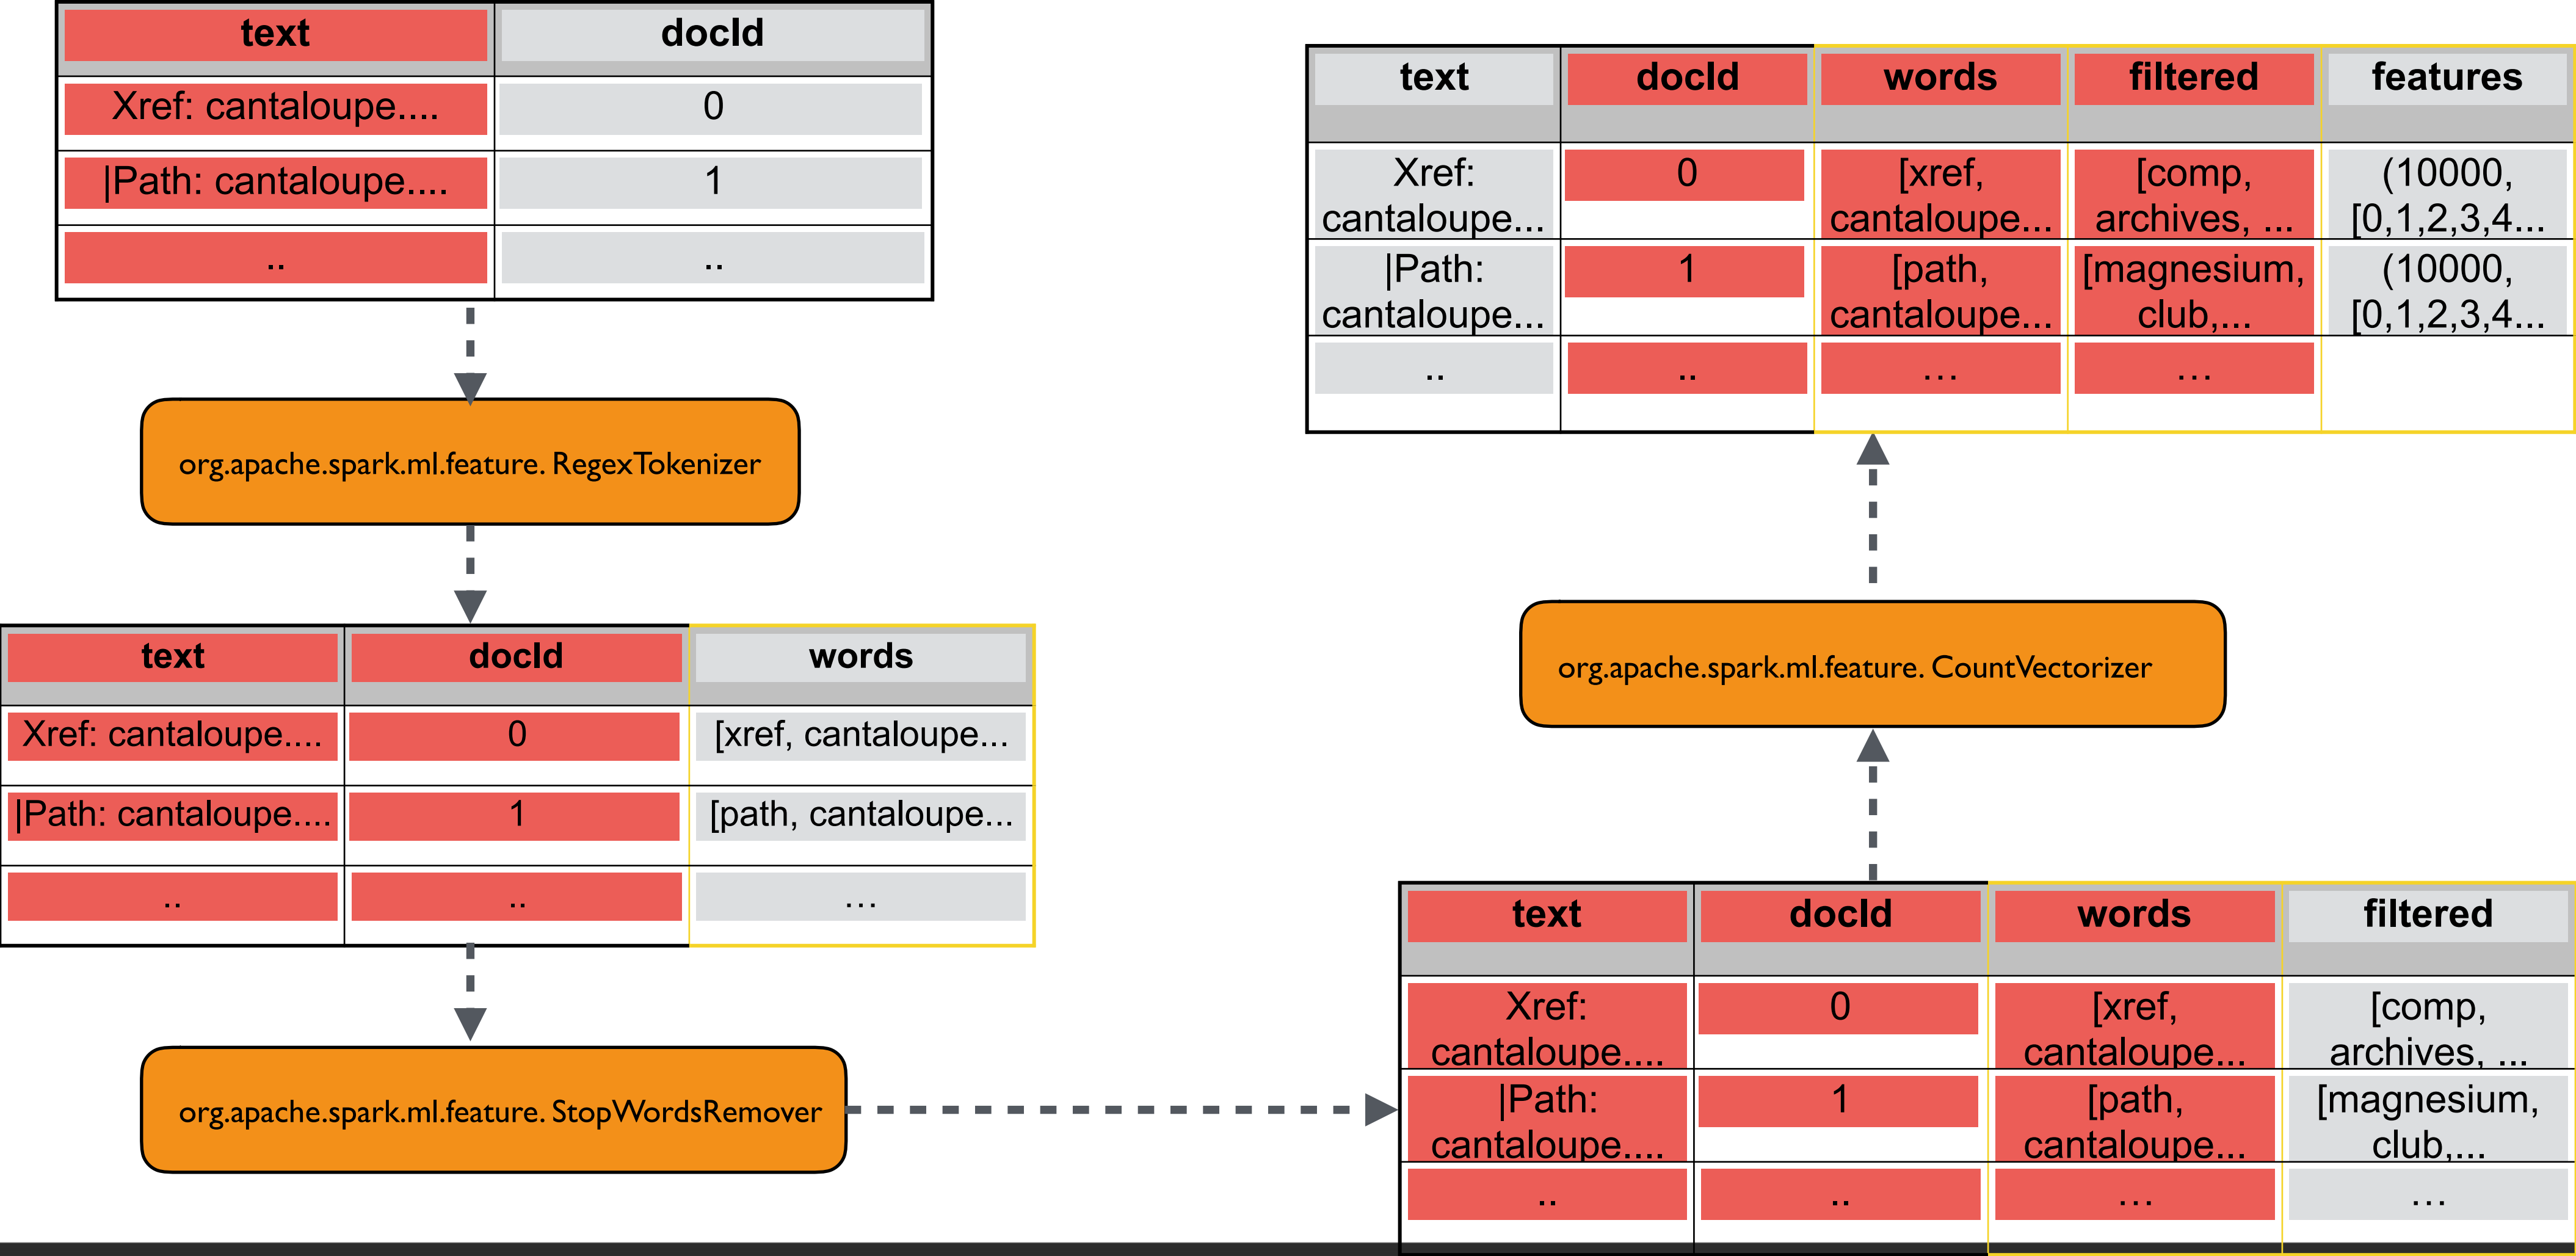 text docId
Xref: cantaloupe.... 0
|Path: cantaloupe.... 1
.. ..
org.apache.spark.ml.feature. RegexTokenizer
text docId words
Xref: cantaloupe.... 0 [xref, cantaloupe...
|Path: cantaloupe.... 1 [path, cantaloupe...
.. .. ...
org.apache.spark.ml.feature. StopWordsRemover
text docId words filtered
Xref: 0 [xref, [comp,
cantaloupe.... cantaloupe... archives, ...
|Path: 1 [path, [magnesium,
cantaloupe.... cantaloupe... club,...
.. .. ... ...
org.apache.spark.ml.feature. CountVectorizer
text docId words filtered features
Xref: 0 [xref, [comp, (10000,
cantaloupe... cantaloupe... archives, ... [0,1,2,3,4...
|Path: 1 [path, [magnesium, (10000,
cantaloupe... cantaloupe... club,... [0,1,2,3,4...
.. .. ... ...